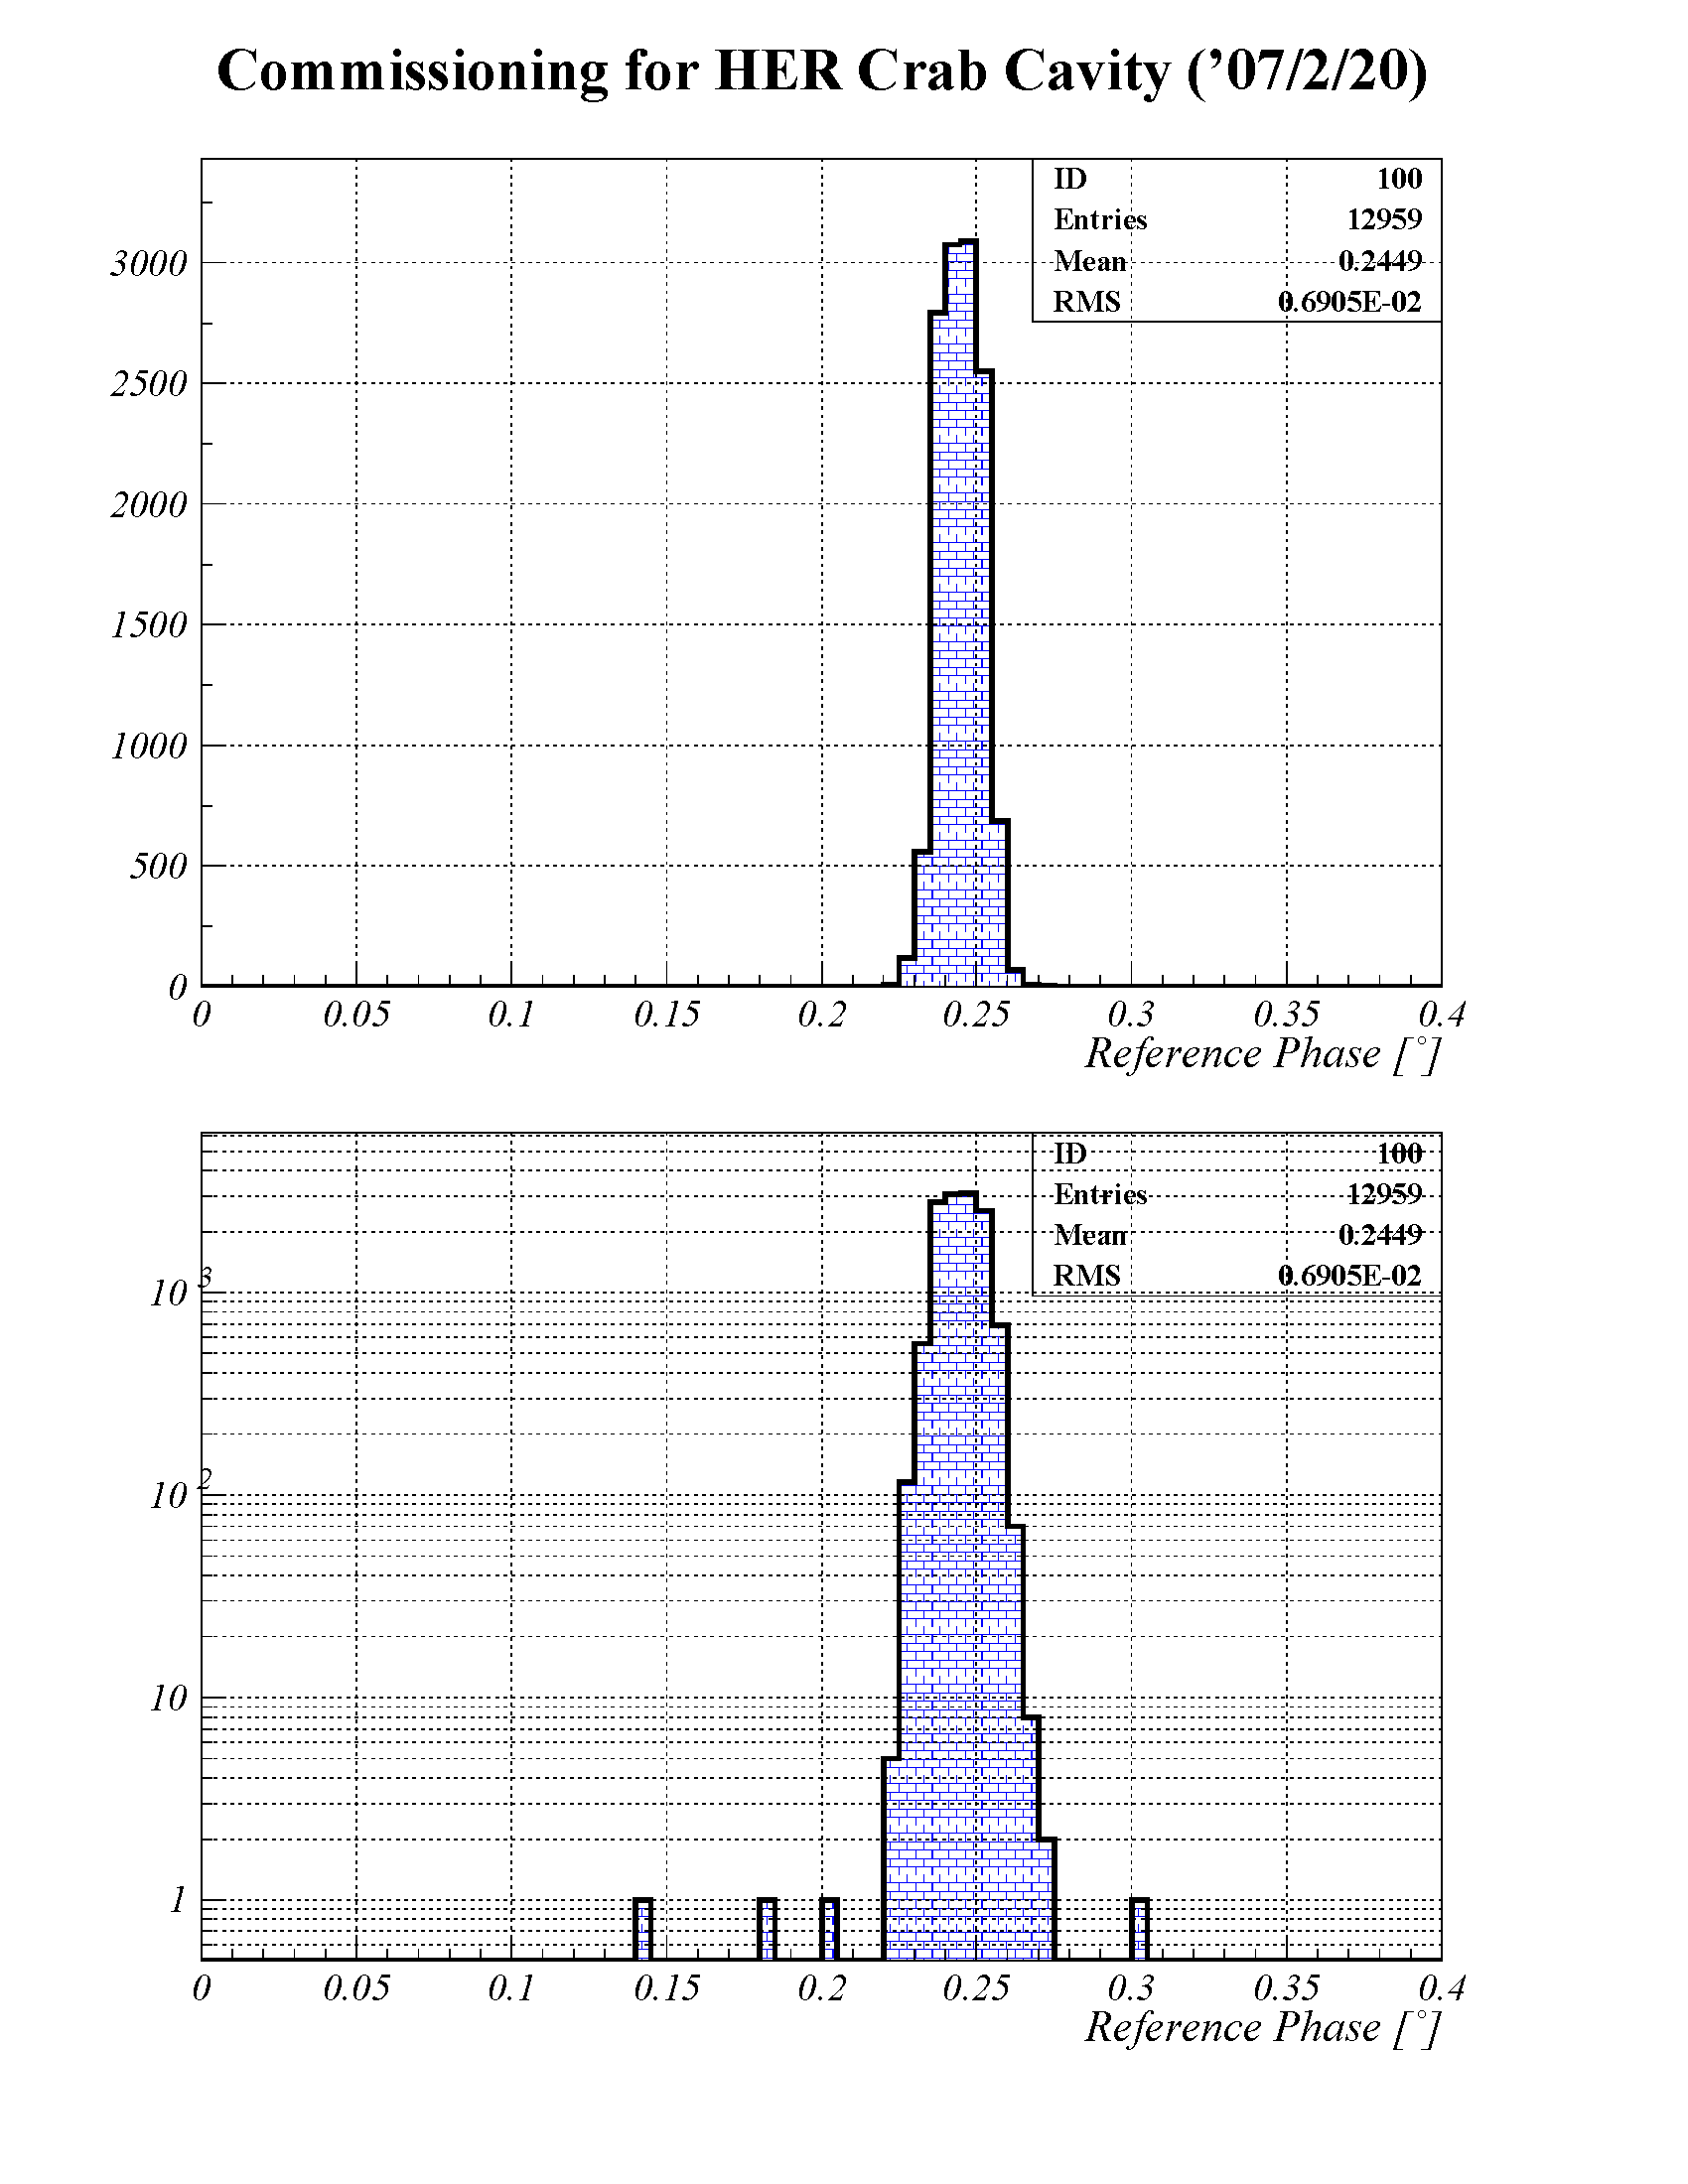 Commissioning for HER Crab Cavity (’07/2/20)
ID 100
Entries 12959
Mean 0.2449
RMS 0.6905E-02
3000
2500
2000
1500
1000
500
0
0 0.05 0.1 0.15 0.2 0.25 0.3 0.35 0.4
Reference Phase [°]
ID 100
Entries 12959
Mean 0.2449
RMS 0.6905E-02
10 3
10 2
10
1
0 0.05 0.1 0.15 0.2 0.25 0.3 0.35 0.4
Reference Phase [°]